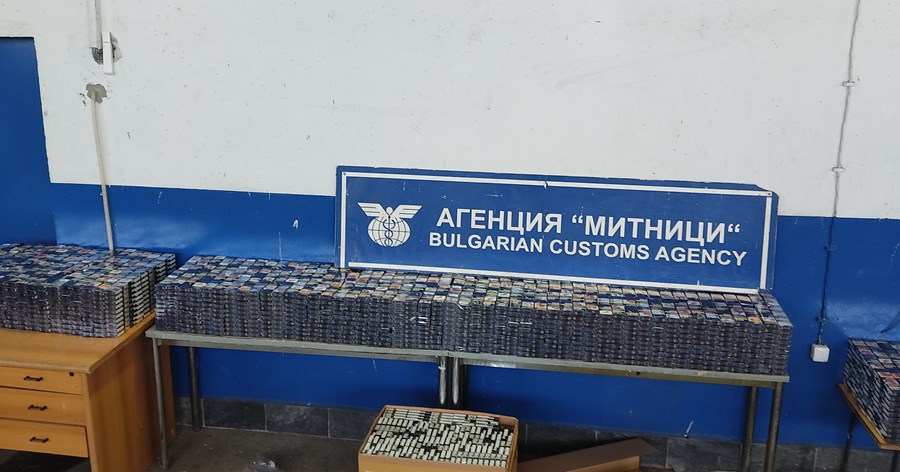 АГЕНЦИЯ “МИТНИЦИ“
BULGARIAN CUSTOMS AGENCY